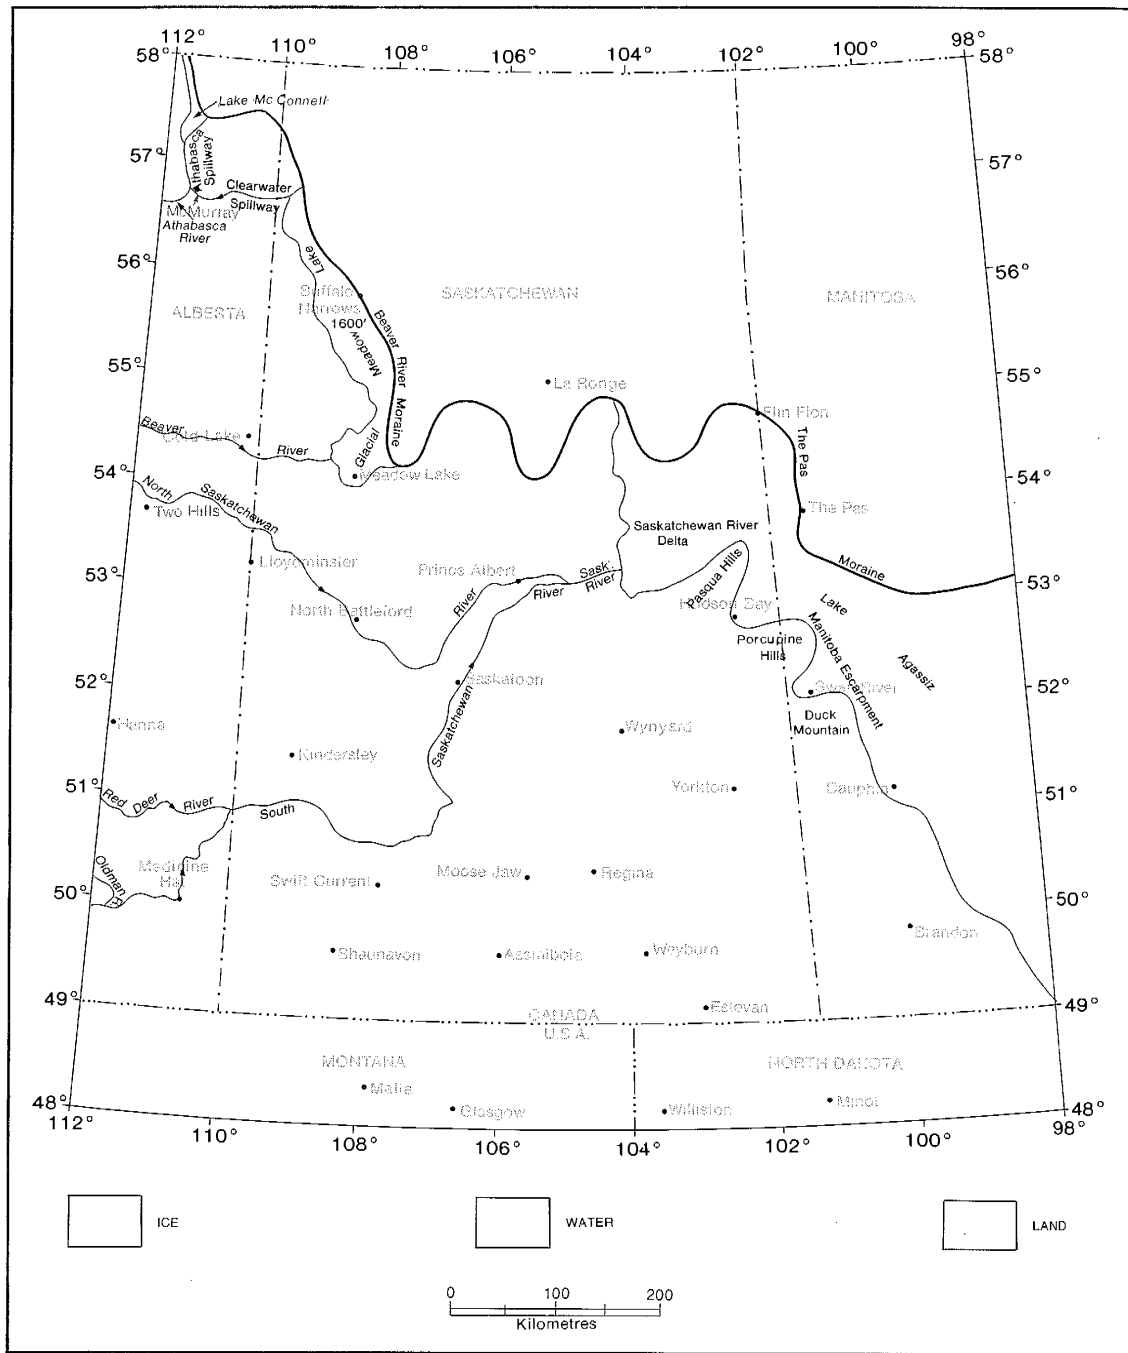 112°
110°
108°
106°
104°
102°
100°
98°
58°
58°
Lake Mc Connell
57°
57°
Athabasca
Spillway
Clearwater
Spillway
McMurray
Athabasca
River
56°
56°
Lake
Buffalo
Narrows
1600'
Meadow
Glacial
SASKATCHEWAN
MANITOBA
ALBERTA
Beaver River Moraine
55°
55°
La Ronge
Flin Flon
Beaver
River
Cold Lake
The Pas
54°
54°
Meadow Lake
North
Saskatchewan
Two Hills
The Pas
Saskatchewan River
Delta
Moraine
53°
53°
Lloydminster
Prince Albert
River
River
Sask.
River
Pasqua Hills
North Battleford
Hudson Bay
Lake
Agassiz
Manitoba Escarpment
Porcupine
Hills
52°
52°
Saskatoon
Swan River
Duck
Mountain
Hanna
Saskatchewan
Wynyard
Kindersley
51°
51°
Yorkton
Dauphin
Red Deer River
South
Oldman
R
Medicine
Hat
Swift Current
Moose Jaw
Regina
50°
50°
Brandon
Shaunavon
Assiniboia
Weyburn
49°
49°
Estevan
CANADA
U.S.A.
MONTANA
NORTH DAKOTA
Malta
Glasgow
Williston
Minot
48°
48°
112°
110°
108°
106°
104°
102°
100°
98°
ICE
WATER
LAND
0
100
200
Kilometres